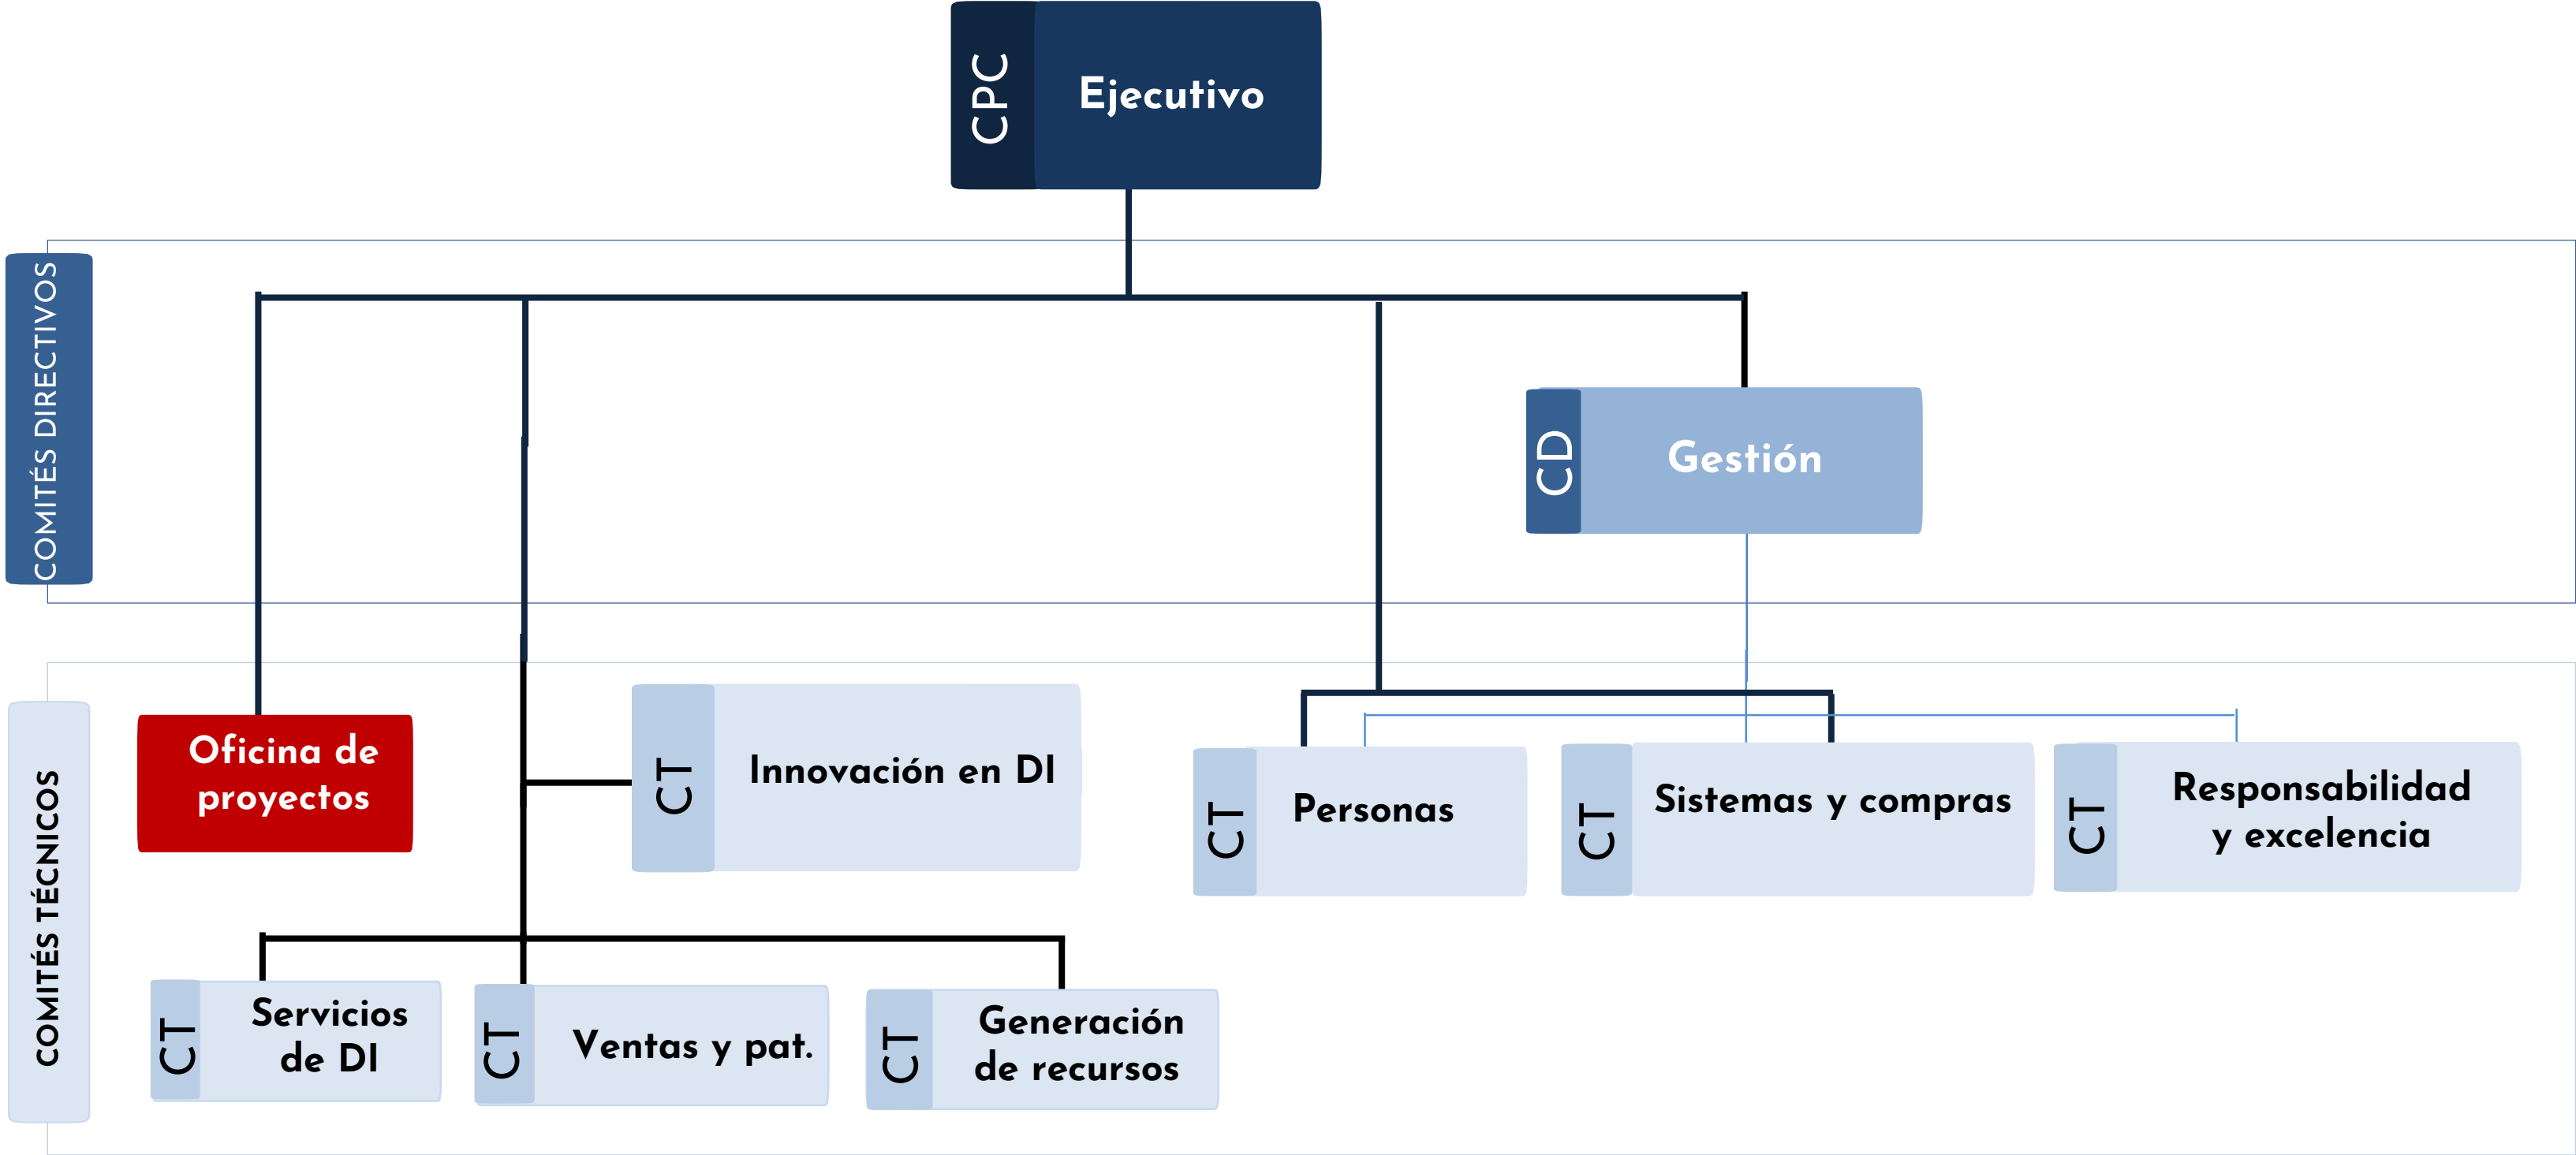 CPC
Ejecutivo
COMITÉS DIRECTIVOS
CD
Gestión
COMITÉS TÉCNICOS
Oficina de
proyectos
CT
Innovación en DI
CT
Personas
CT
Sistemas y compras
CT
Responsabilidad
y excelencia
CT
Servicios
de DI
CT
Ventas y pat.
CT
Generación
de recursos